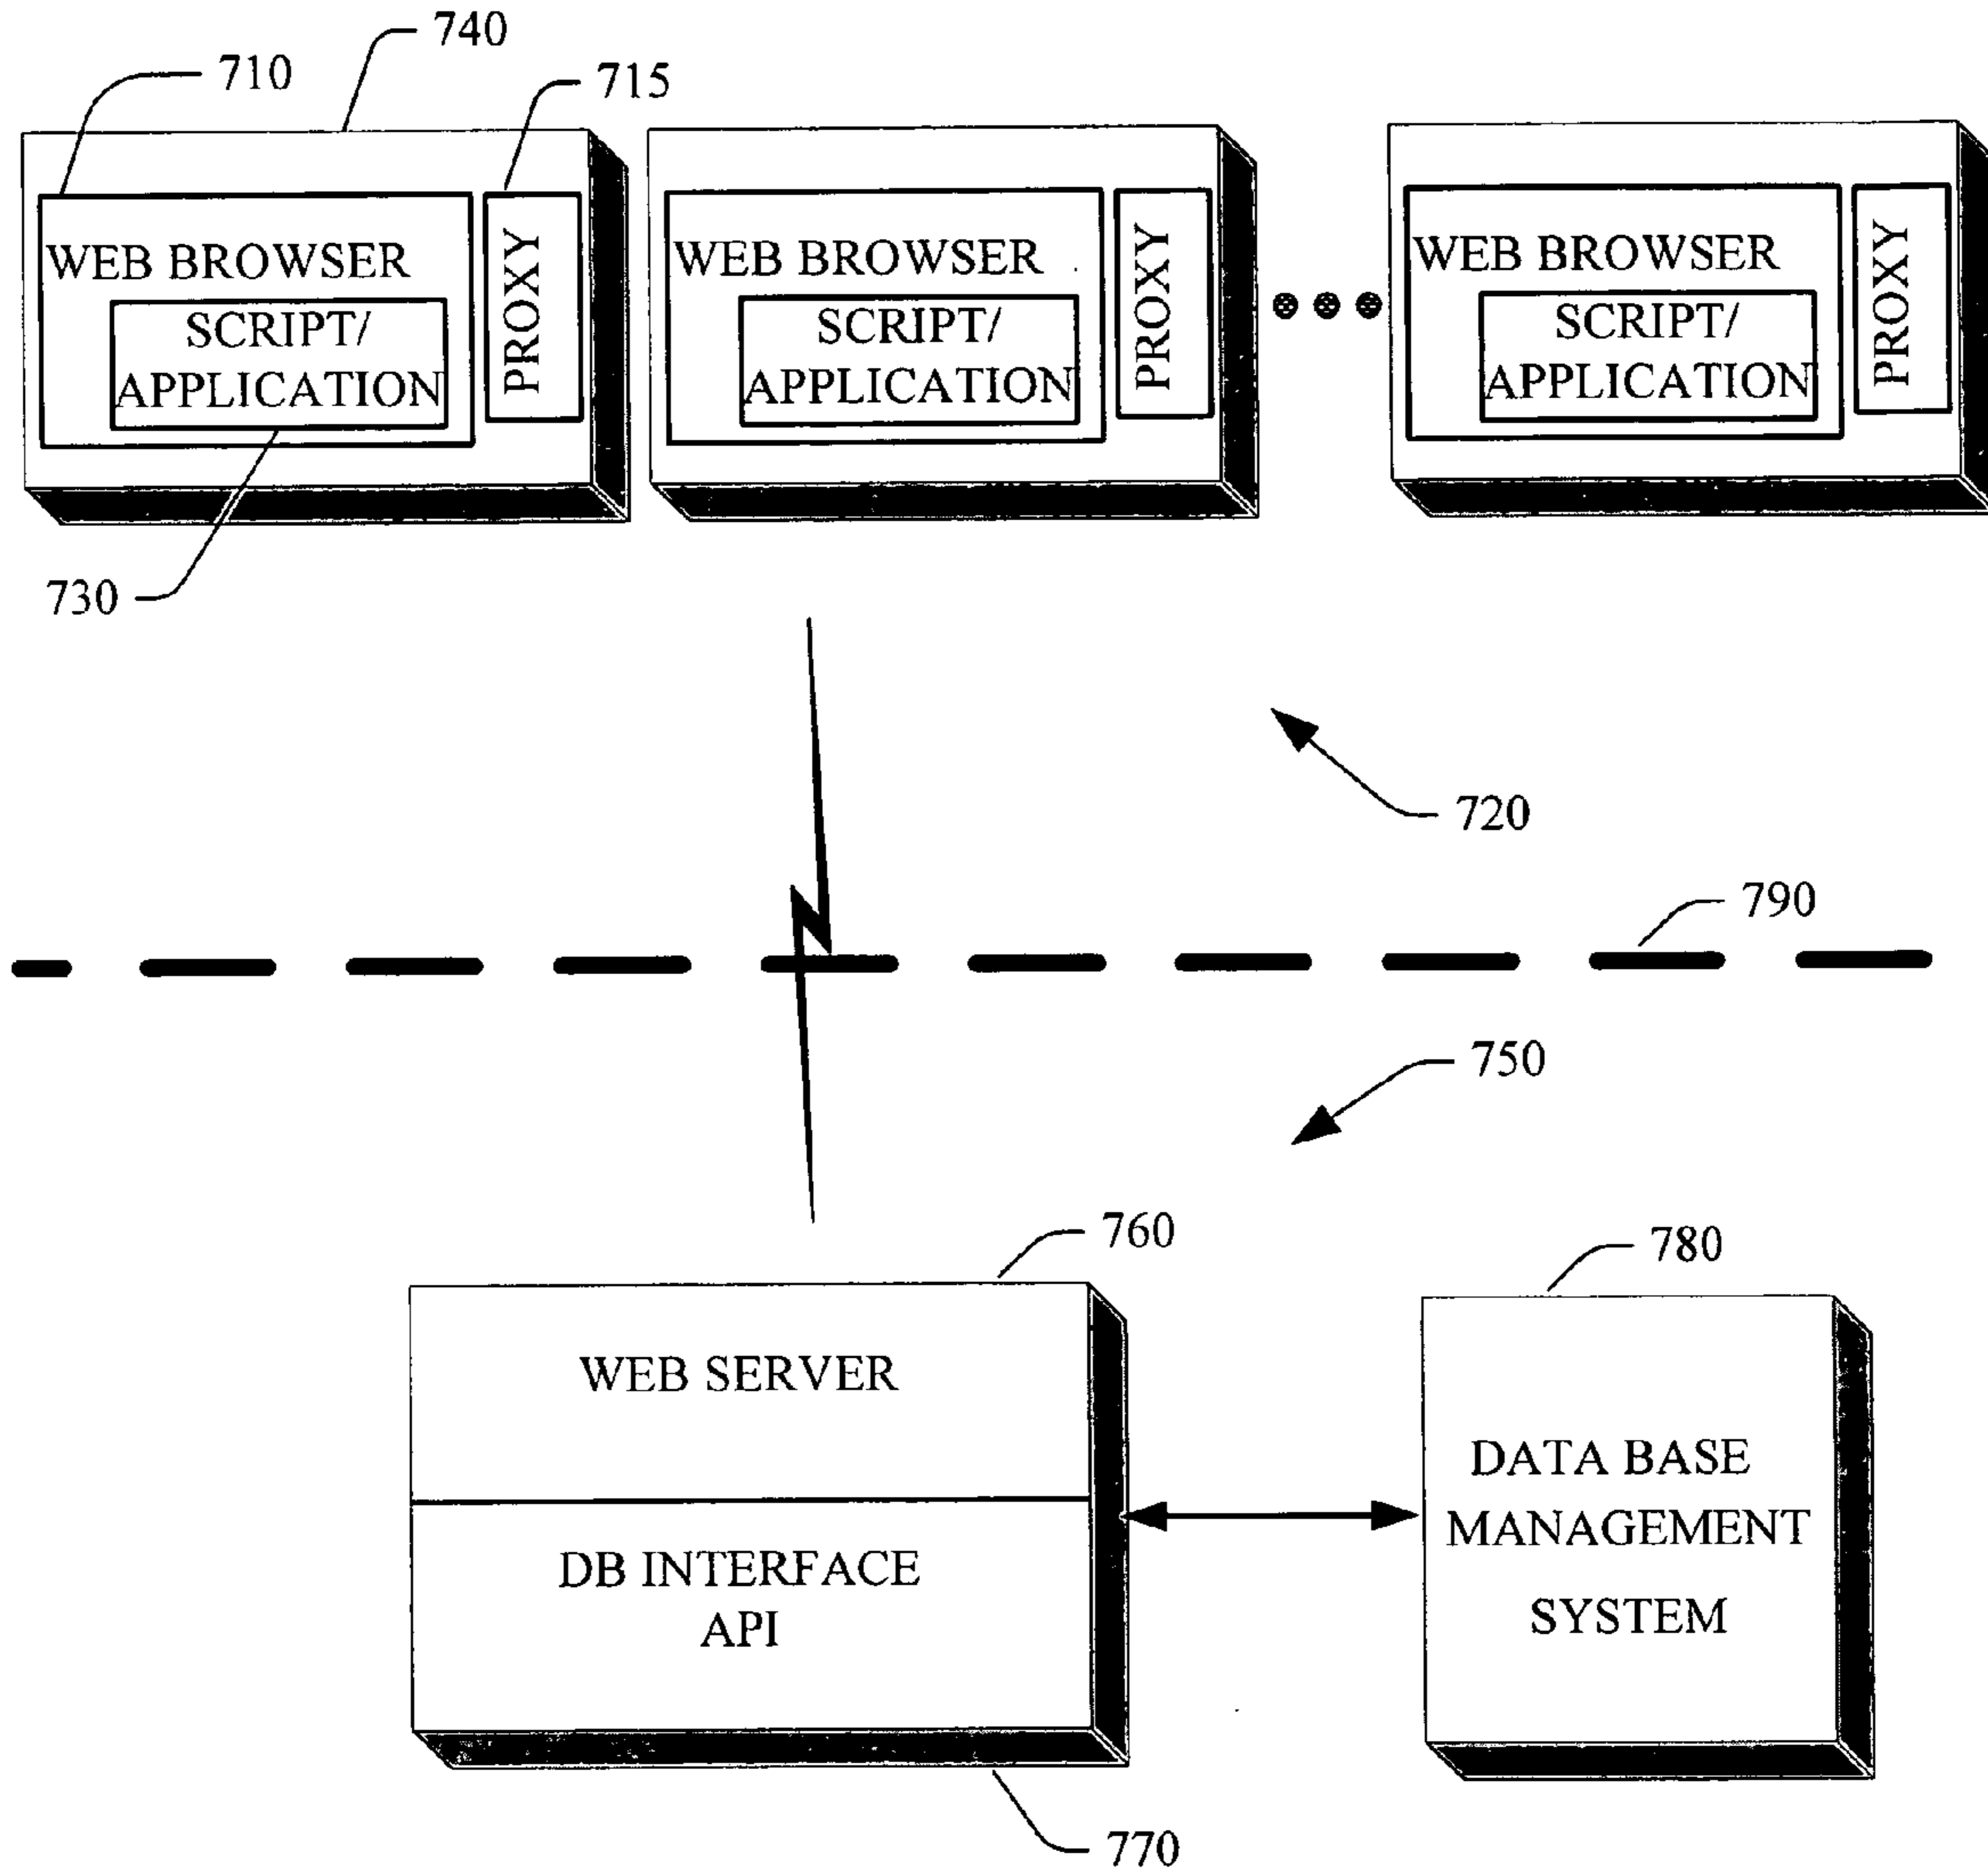 740
710
715
WEB BROWSER
SCRIPT/
APPLICATION
PROXY
WEB BROWSER
SCRIPT/
APPLICATION
PROXY
WEB BROWSER
SCRIPT/
APPLICATION
PROXY
730
720
790
750
760
780
WEB SERVER
DB INTERFACE
API
DATA BASE
MANAGEMENT
SYSTEM
770